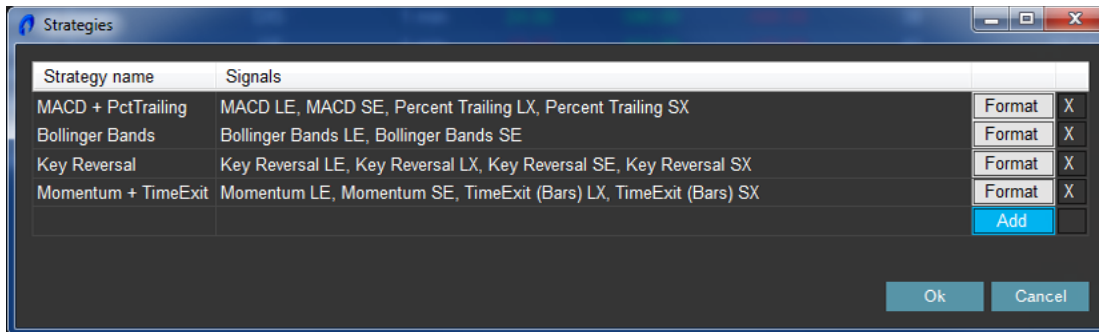 Strategies
Strategy name Signals
MACD + PctTrailing MACD LE, MACD SE, Percent Trailing LX, Percent Trailing SX Format X
Bollinger Bands Bollinger Bands LE, Bollinger Bands SE Format X
Key Reversal Key Reversal LE, Key Reversal LX, Key Reversal SE, Key Reversal SX Format X
Momentum + TimeExit Momentum LE, Momentum SE, TimeExit (Bars) LX, TimeExit (Bars) SX Format X
Add
Ok Cancel